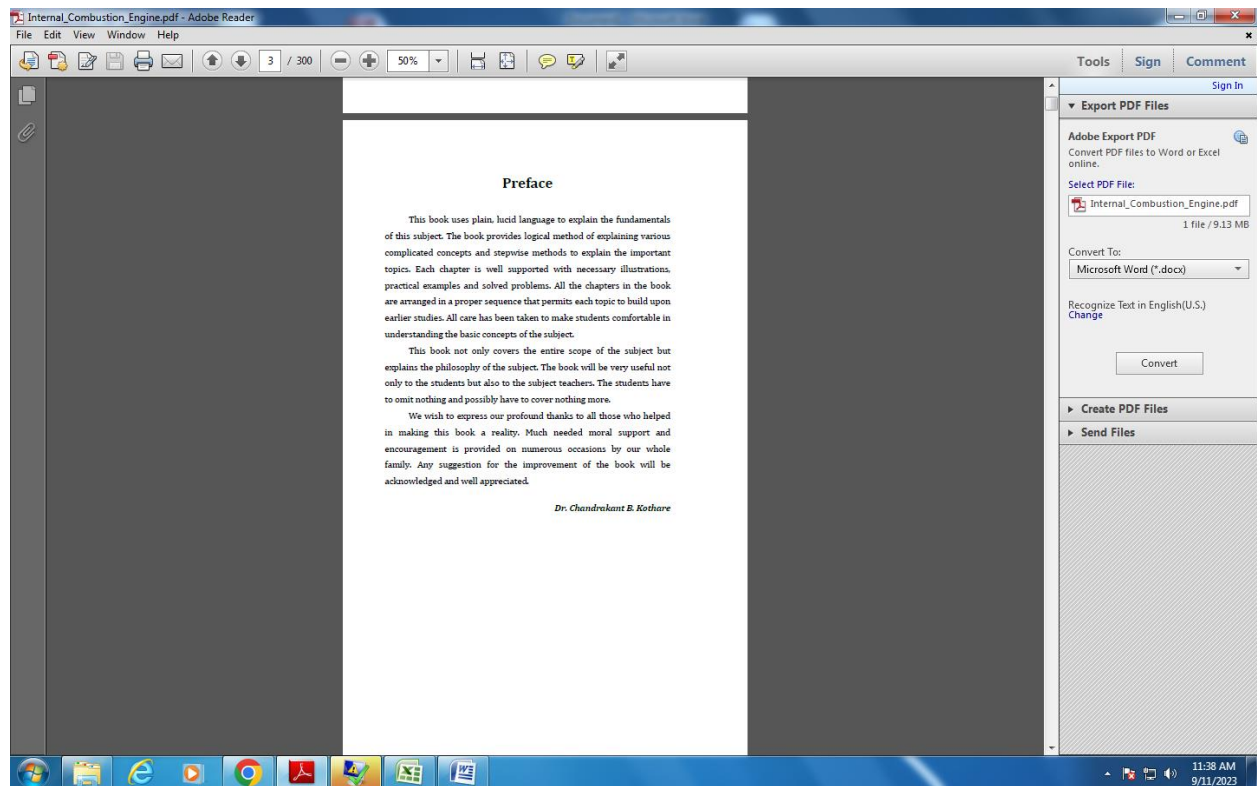 Internal_Combustion_Engine.pdf - Adobe Reader
File Edit View Window Help
3 / 300 50% Tools Sign Comment
Sign In
Export PDF Files
Adobe Export PDF
Convert PDF files to Word or Excel
online.
Select PDF File:
Internal_Combustion_Engine.pdf
1 file / 9.13 MB
Convert To:
Microsoft Word (*.docx)
Recognize Text in English(U.S.)
Change
Convert
Create PDF Files
Send Files
Preface
This book uses plain, lucid language to explain the fundamentals
of this subject. The book provides logical method of explaining various
complicated concepts and stepwise methods to explain the important
topics. Each chapter is well supported with necessary illustrations,
practical examples and solved problems. All the chapters in the book
are arranged in a proper sequence that permits each topic to build upon
earlier studies. All care has been taken to make students comfortable in
understanding the basic concepts of the subject.
This book not only covers the entire scope of the subject but
explains the philosophy of the subject. The book will be very useful not
only to the students but also to the subject teachers. The students have
to omit nothing and possibly have to cover nothing more.
We wish to express our profound thanks to all those who helped
in making this book a reality. Much needed moral support and
encouragement is provided on numerous occasions by our whole
family. Any suggestion for the improvement of the book will be
acknowledged and well appreciated.
Dr. Chandrakant B. Kothare
11:38 AM
9/11/2023